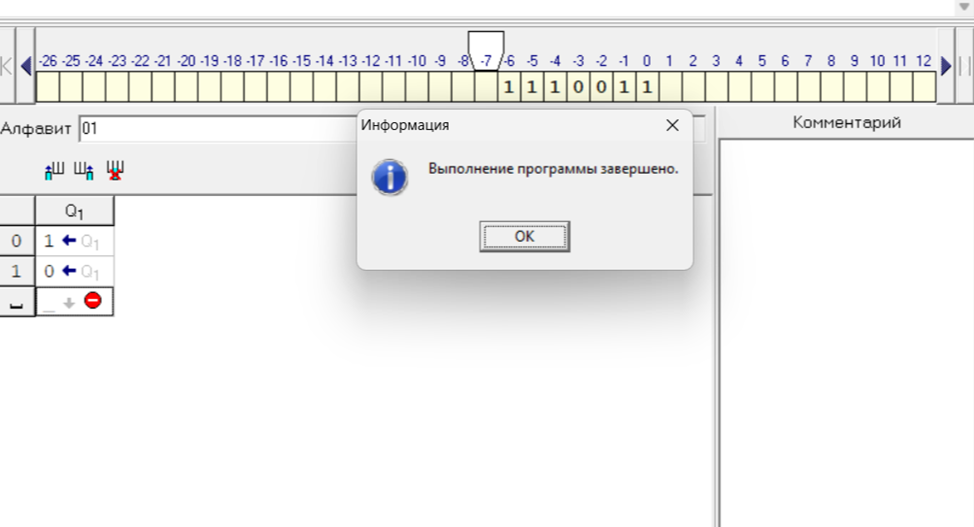 -26 -25 -24 -23 -22 -21 -20 -19 -18 -17 -16 -15 -14 -13 -12 -11 -10 -9 -8 -7 -6 -5 -4 -3 -2 -1 0 1 2 3 4 5 6 7 8 9 10 11 12
1 1 1 0 0 1 1
Алфавит 01
Информация
Комментарий
Выполнение программы завершено.
OK
Q1
0 1 ← Q1
1 0 ← Q1
_